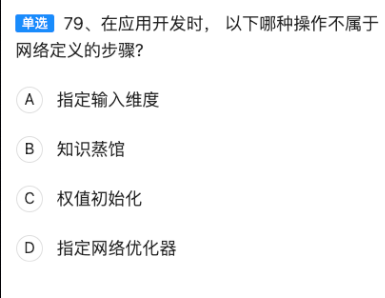 单选 79、在应用开发时, 以下哪种操作不属于
网络定义的步骤?
A 指定输入维度
B 知识蒸馆
C 权值初始化
D 指定网络优化器